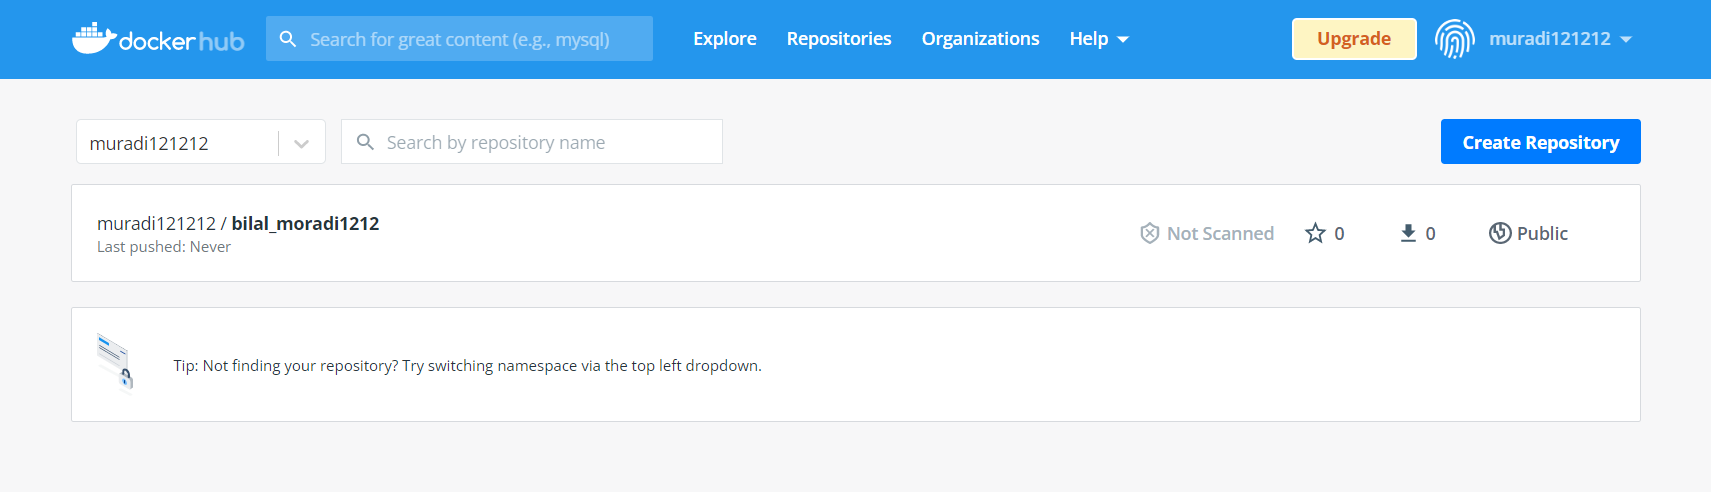 docker hub
Search for great content (e.g., mysql)
Explore
Repositories
Organizations
Help
Upgrade
muradi121212
muradi121212
Search by repository name
Create Repository
muradi121212 / bilal_moradi1212
Last pushed: Never
Not Scanned
0
0
Public
Tip: Not finding your repository? Try switching namespace via the top left dropdown.